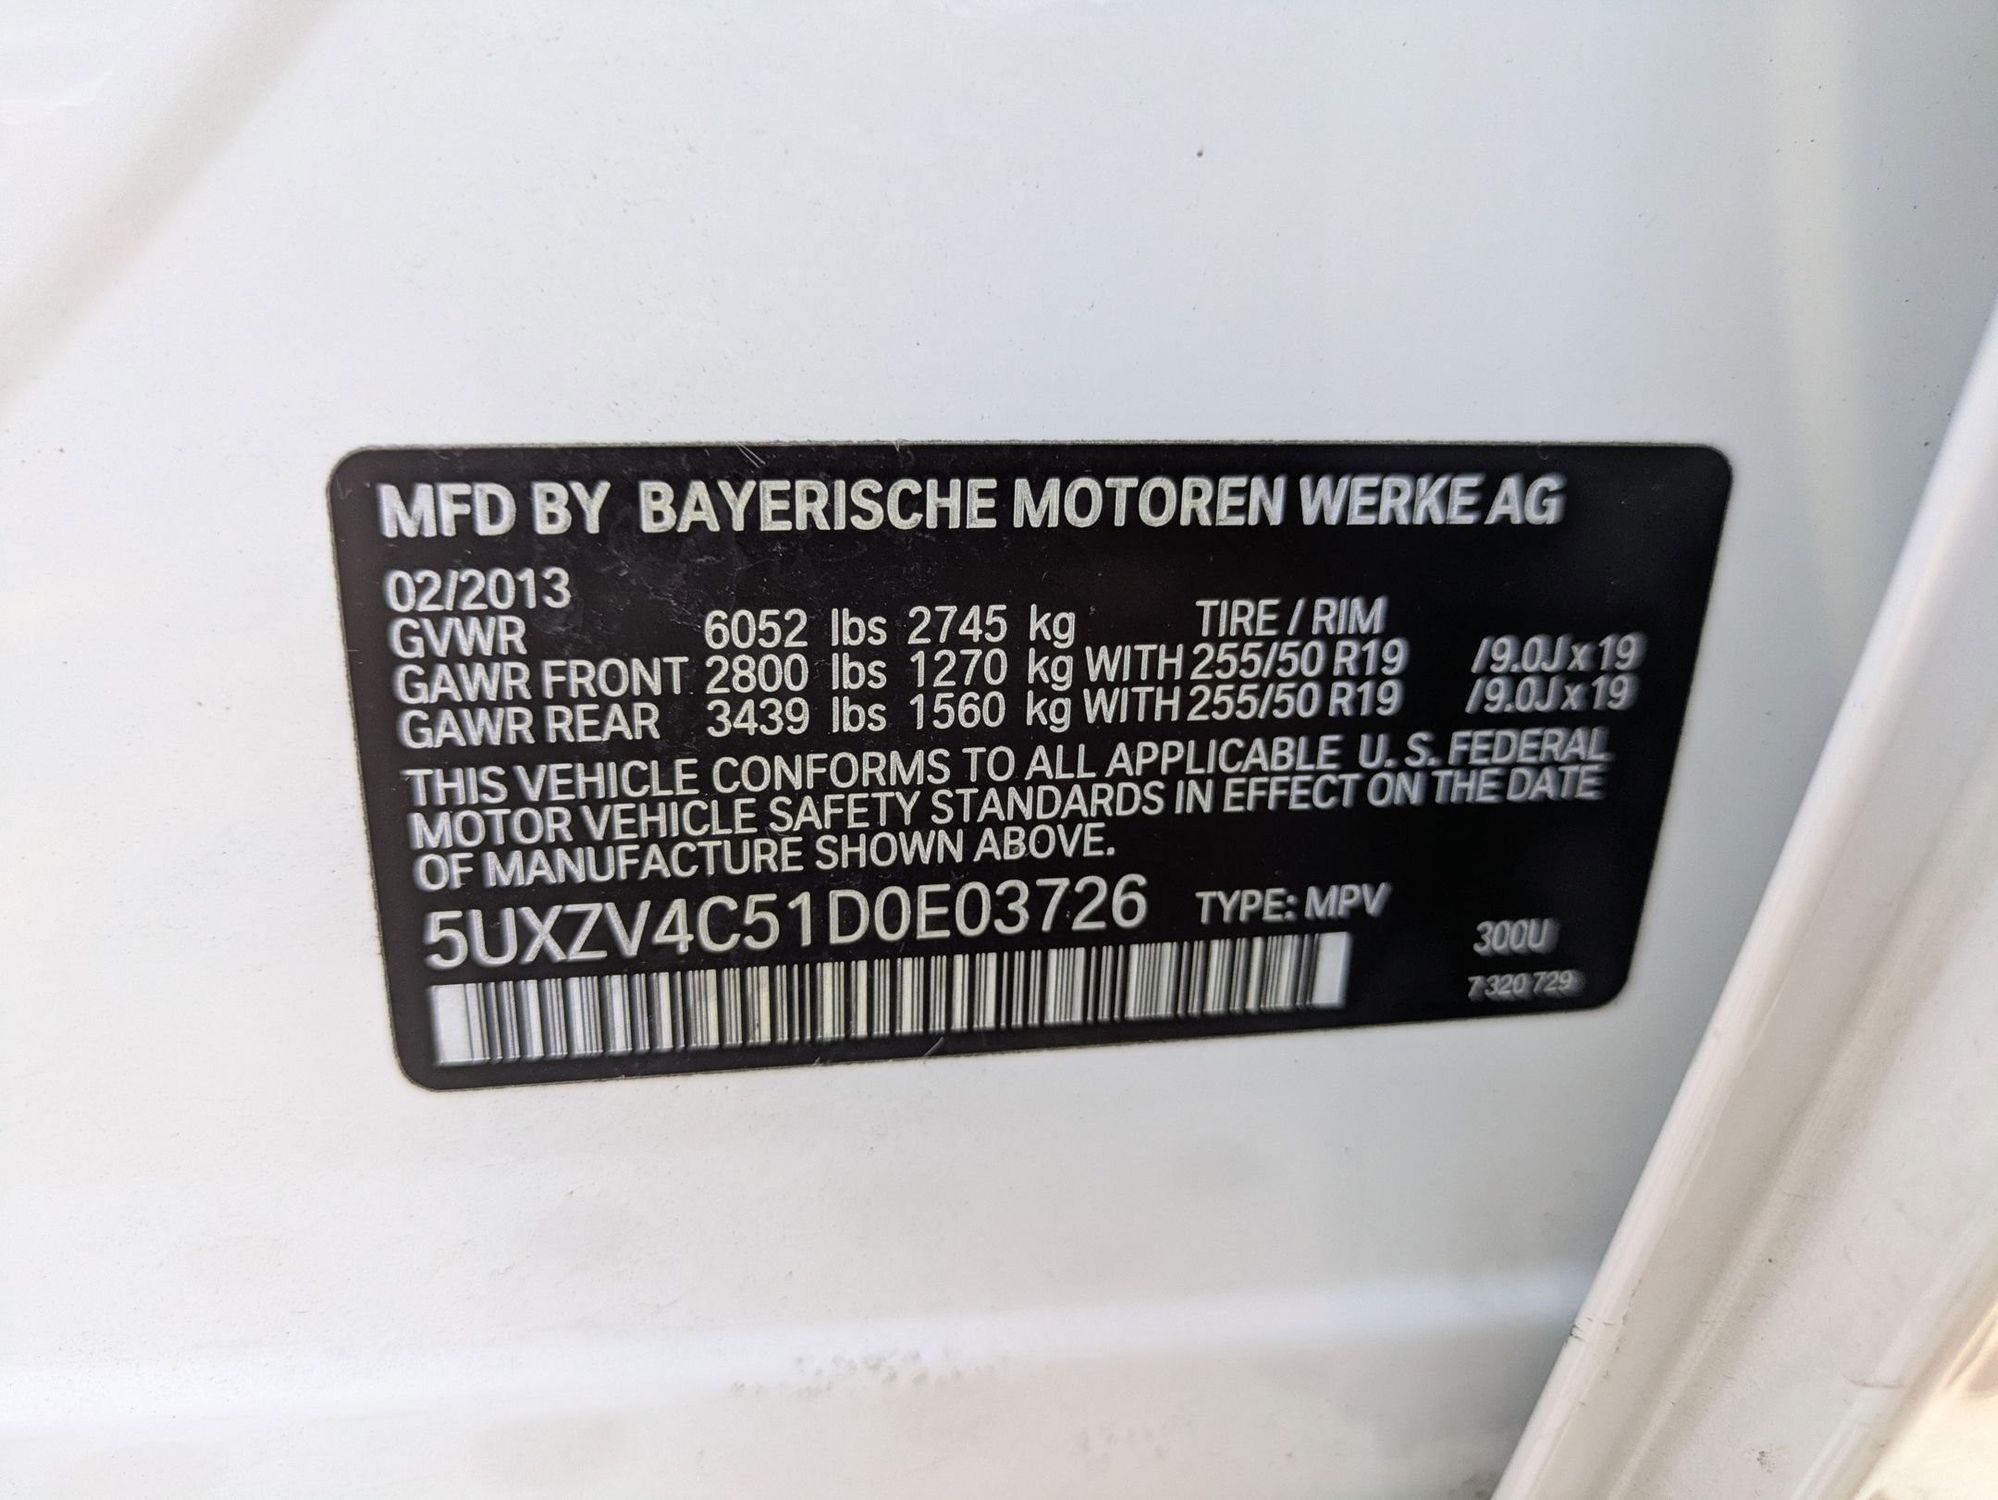 MFD BY BAYERISCHE MOTOREN WERKE AG
02/2013
GVWR 6052 lbs 2745 kg TIRE / RIM
GAWR FRONT 2800 lbs 1270 kg WITH 255/50 R19 /9.0J x 19
GAWR REAR 3439 lbs 1560 kg WITH 255/50 R19 /9.0J x 19
THIS VEHICLE CONFORMS TO ALL APPLICABLE U.S. FEDERAL
MOTOR VEHICLE SAFETY STANDARDS IN EFFECT ON THE DATE
OF MANUFACTURE SHOWN ABOVE.
5UXZV4C51D0E03726 TYPE: MPV
300U
7 320 729